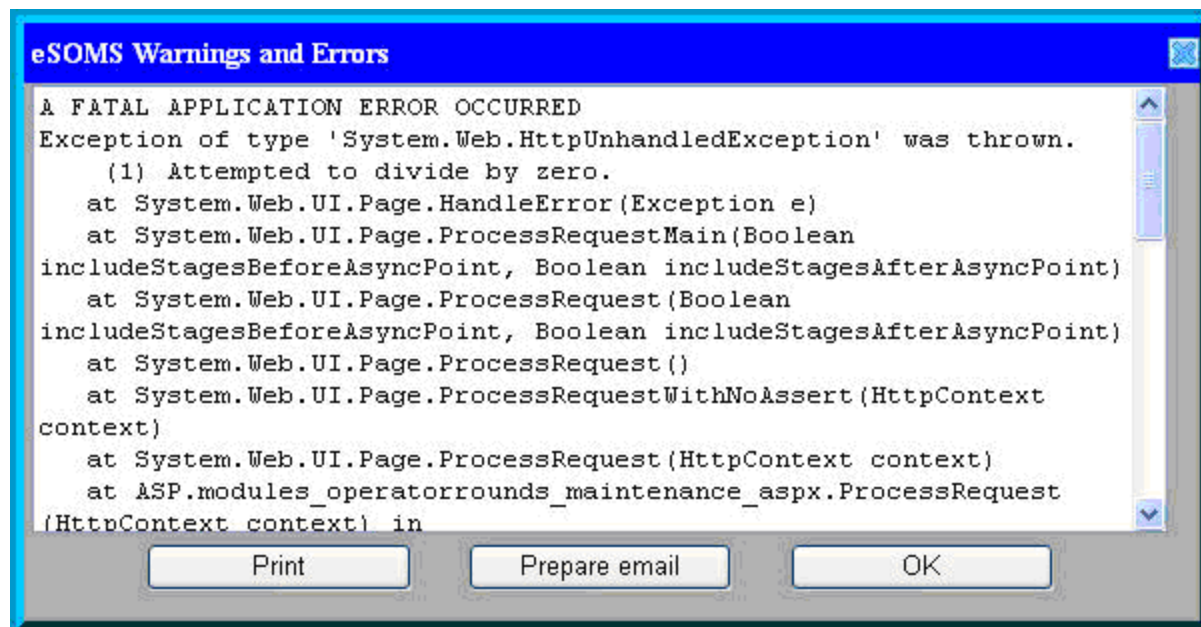 eSOMS Warnings and Errors
A FATAL APPLICATION ERROR OCCURRED
Exception of type 'System.Web.HttpUnhandledException' was thrown.
(1) Attempted to divide by zero.
at System.Web.UI.Page.HandleError(Exception e)
at System.Web.UI.Page.ProcessRequestMain(Boolean
includeStagesBeforeAsyncPoint, Boolean includeStagesAfterAsyncPoint)
at System.Web.UI.Page.ProcessRequest(Boolean
includeStagesBeforeAsyncPoint, Boolean includeStagesAfterAsyncPoint)
at System.Web.UI.Page.ProcessRequest()
at System.Web.UI.Page.ProcessRequestWithNoAssert(HttpContext
context)
at System.Web.UI.Page.ProcessRequest(HttpContext context)
at ASP.modules_operatorrounds_maintenance_aspx.ProcessRequest
(HttpContext context) in
Print Prepare email OK